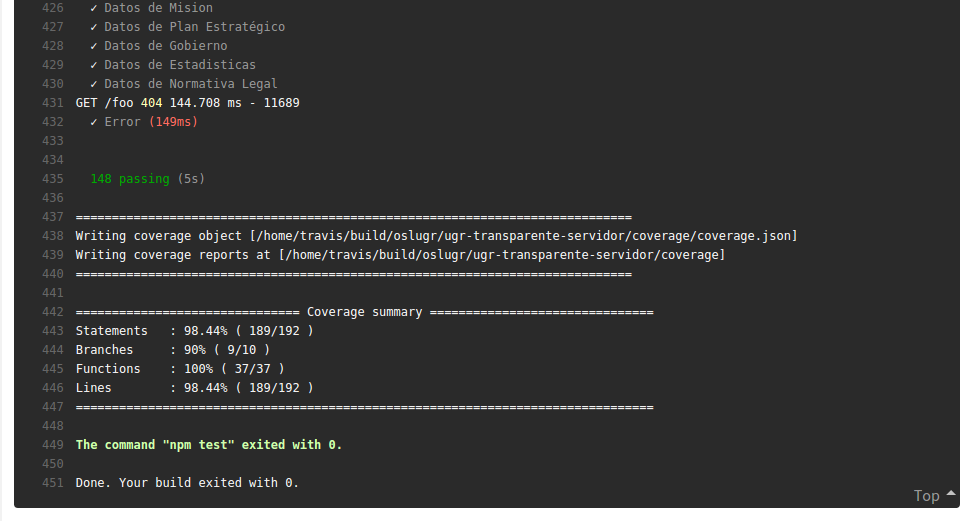 426 ✓ Datos de Mision
427 ✓ Datos de Plan Estratégico
428 ✓ Datos de Gobierno
429 ✓ Datos de Estadisticas
430 ✓ Datos de Normativa Legal
431 GET /foo 404 144.708 ms - 11689
432 ✓ Error (149ms)
433
434
435 148 passing (5s)
436
437 =============================================================================
438 Writing coverage object [/home/travis/build/oslugr/ugr-transparente-servidor/coverage/coverage.json]
439 Writing coverage reports at [/home/travis/build/oslugr/ugr-transparente-servidor/coverage]
440 =============================================================================
441
442 =============================== Coverage summary ===============================
443 Statements   : 98.44% ( 189/192 )
444 Branches     : 90% ( 9/10 )
445 Functions    : 100% ( 37/37 )
446 Lines        : 98.44% ( 189/192 )
447 ================================================================================
448
449 The command "npm test" exited with 0.
450
451 Done. Your build exited with 0.
Top